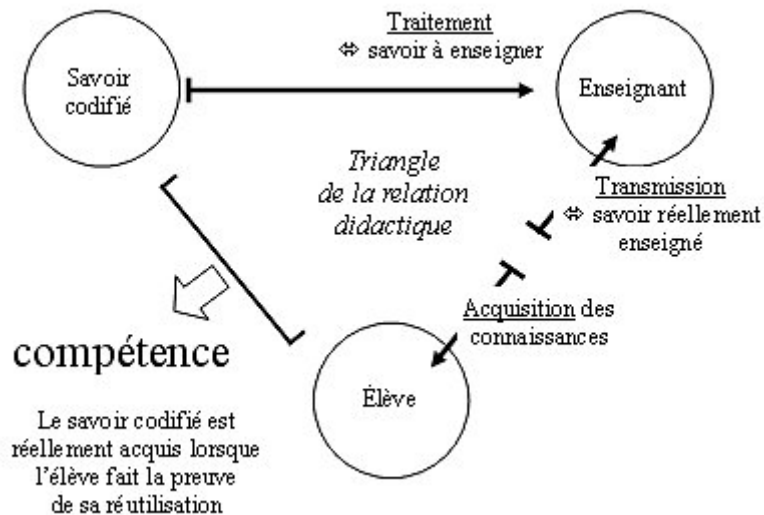 Traitement
⇔ savoir à enseigner
Savoir
codifié
Enseignant
Triangle
de la relation
didactique
Transmission
⇔ savoir réellement
enseigné
Acquisition des
connaissances
compétence
Élève
Le savoir codifié est
réellement acquis lorsque
l'élève fait la preuve
de sa réutilisation